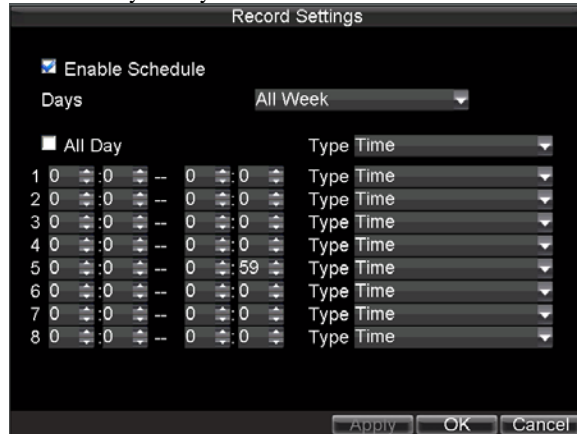 Record Settings
Enable Schedule
Days All Week
All Day Type Time
1 0 :0 -- 0 :0 Type Time
2 0 :0 -- 0 :0 Type Time
3 0 :0 -- 0 :0 Type Time
4 0 :0 -- 0 :0 Type Time
5 0 :0 -- 0 :59 Type Time
6 0 :0 -- 0 :0 Type Time
7 0 :0 -- 0 :0 Type Time
8 0 :0 -- 0 :0 Type Time
Apply OK Cancel